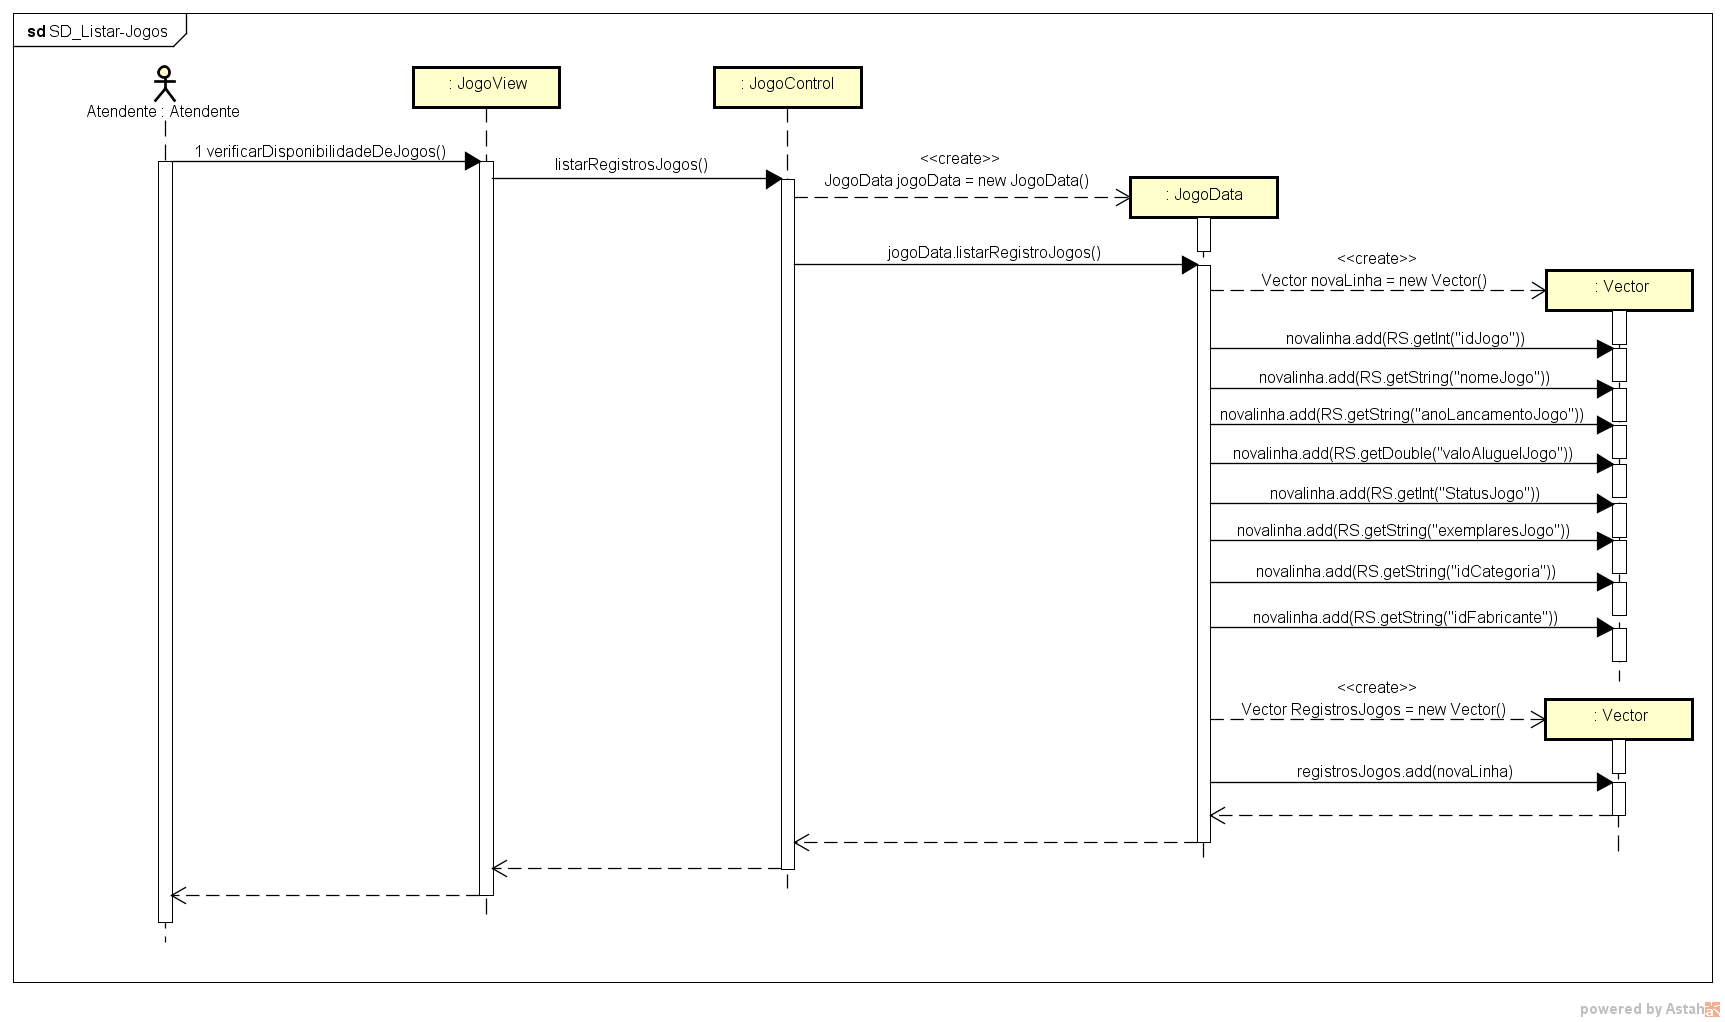 sd SD_Listar-Jogos
Atendente : Atendente
: JogoView
: JogoControl
1 verificarDisponibilidadeDeJogos()
listarRegistrosJogos()
<<create>>
JogoData jogoData = new JogoData()
: JogoData
jogoData.listarRegistroJogos()
<<create>>
Vector novaLinha = new Vector()
: Vector
novalinha.add(RS.getInt("idJogo"))
novalinha.add(RS.getString("nomeJogo"))
novalinha.add(RS.getString("anoLancamentoJogo"))
novalinha.add(RS.getDouble("valoAluguelJogo"))
novalinha.add(RS.getInt("StatusJogo"))
novalinha.add(RS.getString("exemplaresJogo"))
novalinha.add(RS.getString("idCategoria"))
novalinha.add(RS.getString("idFabricante"))
<<create>>
Vector RegistrosJogos = new Vector()
: Vector
registrosJogos.add(novaLinha)
powered by Astah